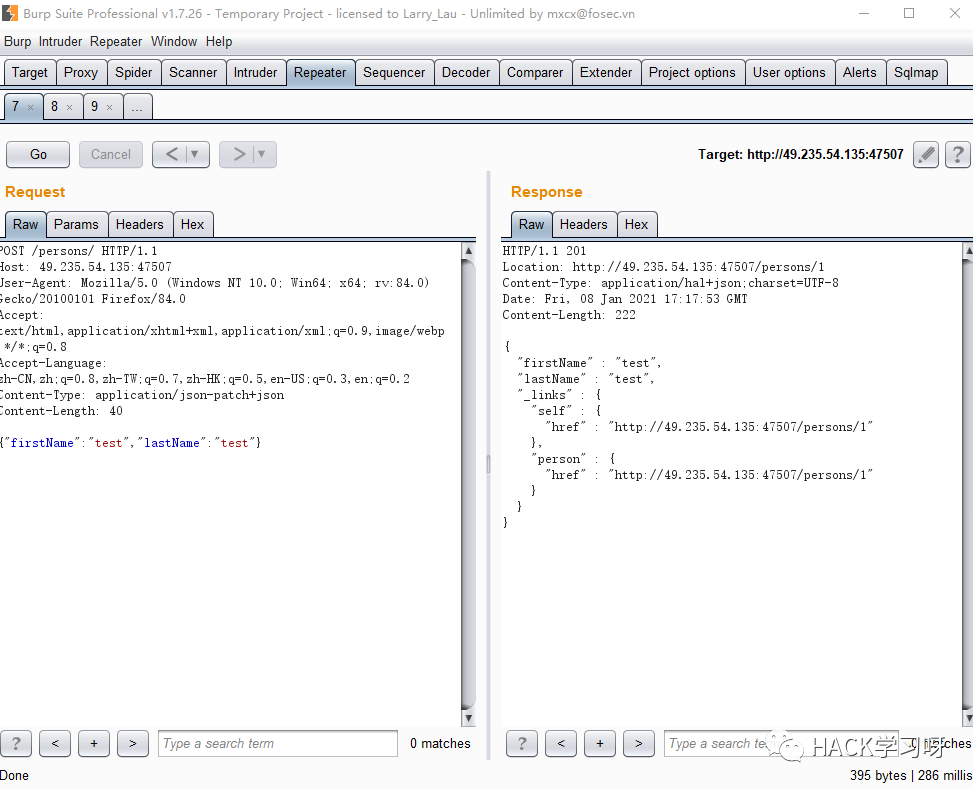 Burp Suite Professional v1.7.26 - Temporary Project - licensed to Larry_Lau - Unlimited by mxcx@fosec.vn
Burp Intruder Repeater Window Help
Target Proxy Spider Scanner Intruder Repeater Sequencer Decoder Comparer Extender Project options User options Alerts Sqlmap
7 × 8 × 9 × ...
Go Cancel < ▼ > ▼ Target: http://49.235.54.135:47507 ?
Request
Raw Params Headers Hex
POST /persons/ HTTP/1.1
Host: 49.235.54.135:47507
User-Agent: Mozilla/5.0 (Windows NT 10.0; Win64; x64; rv:84.0)
Gecko/20100101 Firefox/84.0
Accept:
text/html,application/xhtml+xml,application/xml;q=0.9,image/webp
*/*;q=0.8
Accept-Language:
zh-CN,zh;q=0.8,zh-TW;q=0.7,zh-HK;q=0.5,en-US;q=0.3,en;q=0.2
Content-Type: application/json-patch+json
Content-Length: 40
{"firstName":"test","lastName":"test"}
? < + > Type a search term 0 matches
Done
Response
Raw Headers Hex
HTTP/1.1 201
Location: http://49.235.54.135:47507/persons/1
Content-Type: application/hal+json;charset=UTF-8
Date: Fri, 08 Jan 2021 17:17:53 GMT
Content-Length: 222
{
"firstName" : "test",
"lastName" : "test",
"_links" : {
"self" : {
"href" : "http://49.235.54.135:47507/persons/1"
},
"person" : {
"href" : "http://49.235.54.135:47507/persons/1"
}
}
}
? < + > Type a search te 0 matches
HACK学习呀
395 bytes | 286 millis